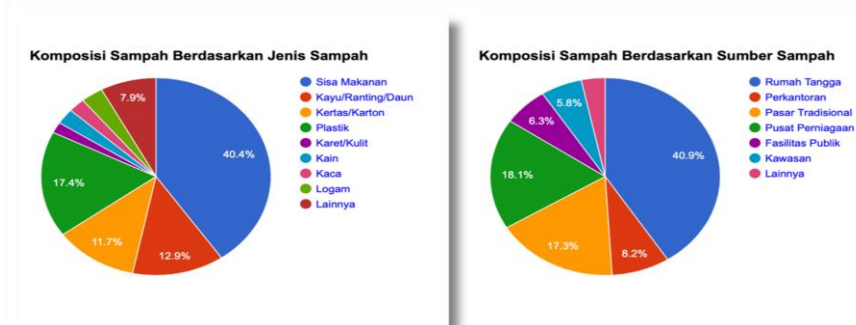 Komposisi Sampah Berdasarkan Jenis Sampah
7.9%
40.4%
17.4%
11.7%
12.9%
Sisa Makanan
Kayu/Ranting/Daun
Kertas/Karton
Plastik
Karet/Kulit
Kain
Kaca
Logam
Lainnya
Komposisi Sampah Berdasarkan Sumber Sampah
5.8%
6.3%
40.9%
18.1%
17.3%
8.2%
Rumah Tangga
Perkantoran
Pasar Tradisional
Pusat Perniagaan
Fasilitas Publik
Kawasan
Lainnya